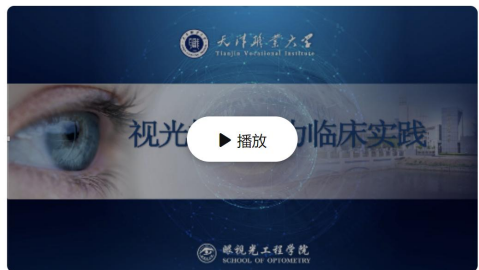 天津职业大学
Tianjin Vocational Institute
视光
的临床实践
播放
眼视光工程学院
SCHOOL OF OPTOMETRY